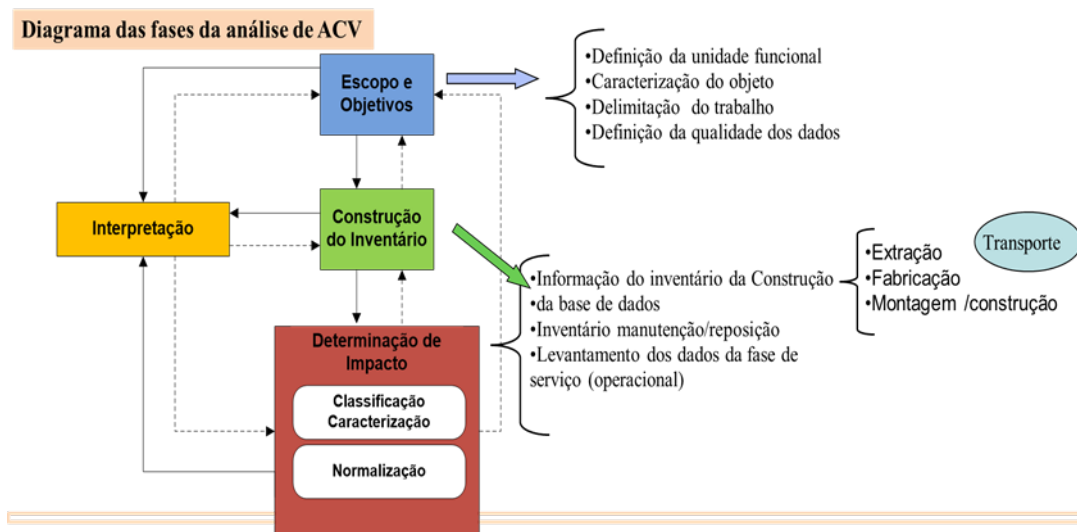 Diagrama das fases da análise de ACV
Escopo e
Objetivos
•Definição da unidade funcional
•Caracterização do objeto
•Delimitação do trabalho
•Definição da qualidade dos dados
Interpretação
Construção
do Inventário
Transporte
•Extração
•Fabricação
•Montagem /construção
•Informação do inventário da Construção
•da base de dados
•Inventário manutenção/reposição
•Levantamento dos dados da fase de
serviço (operacional)
Determinação de
Impacto
Classificação
Caracterização
Normalização